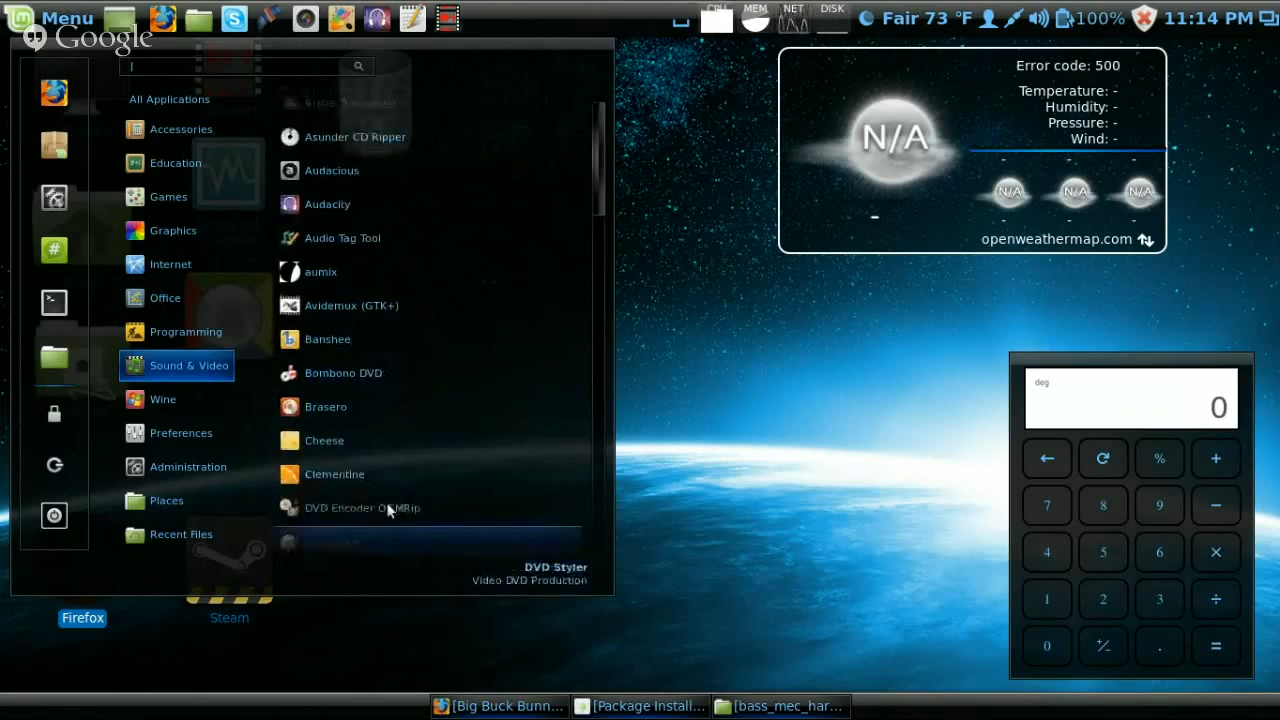 Menu
CPU MEM NET DISK
Fair 73 °F
100%
11:14 PM
Google
All Applications
Accessories
Education
Games
Graphics
Internet
Office
Programming
Sound & Video
Wine
Preferences
Administration
Places
Recent Files
Asunder CD Ripper
Audacious
Audacity
Audio Tag Tool
aumix
Avidemux (GTK+)
Banshee
Bombono DVD
Brasero
Cheese
Clementine
DVD Encoder
DVD Styler
Video DVD Production
Firefox
Steam
Error code: 500
Temperature: -
Humidity: -
Pressure: -
Wind: -
N/A
-
- - -
N/A N/A N/A
- - -
openweathermap.com
deg
0
← % +
7 8 9 −
4 5 6 ×
1 2 3 ÷
0 +/- . =
[Big Buck Bunn...
[Package Install...
[bass_mec_har...